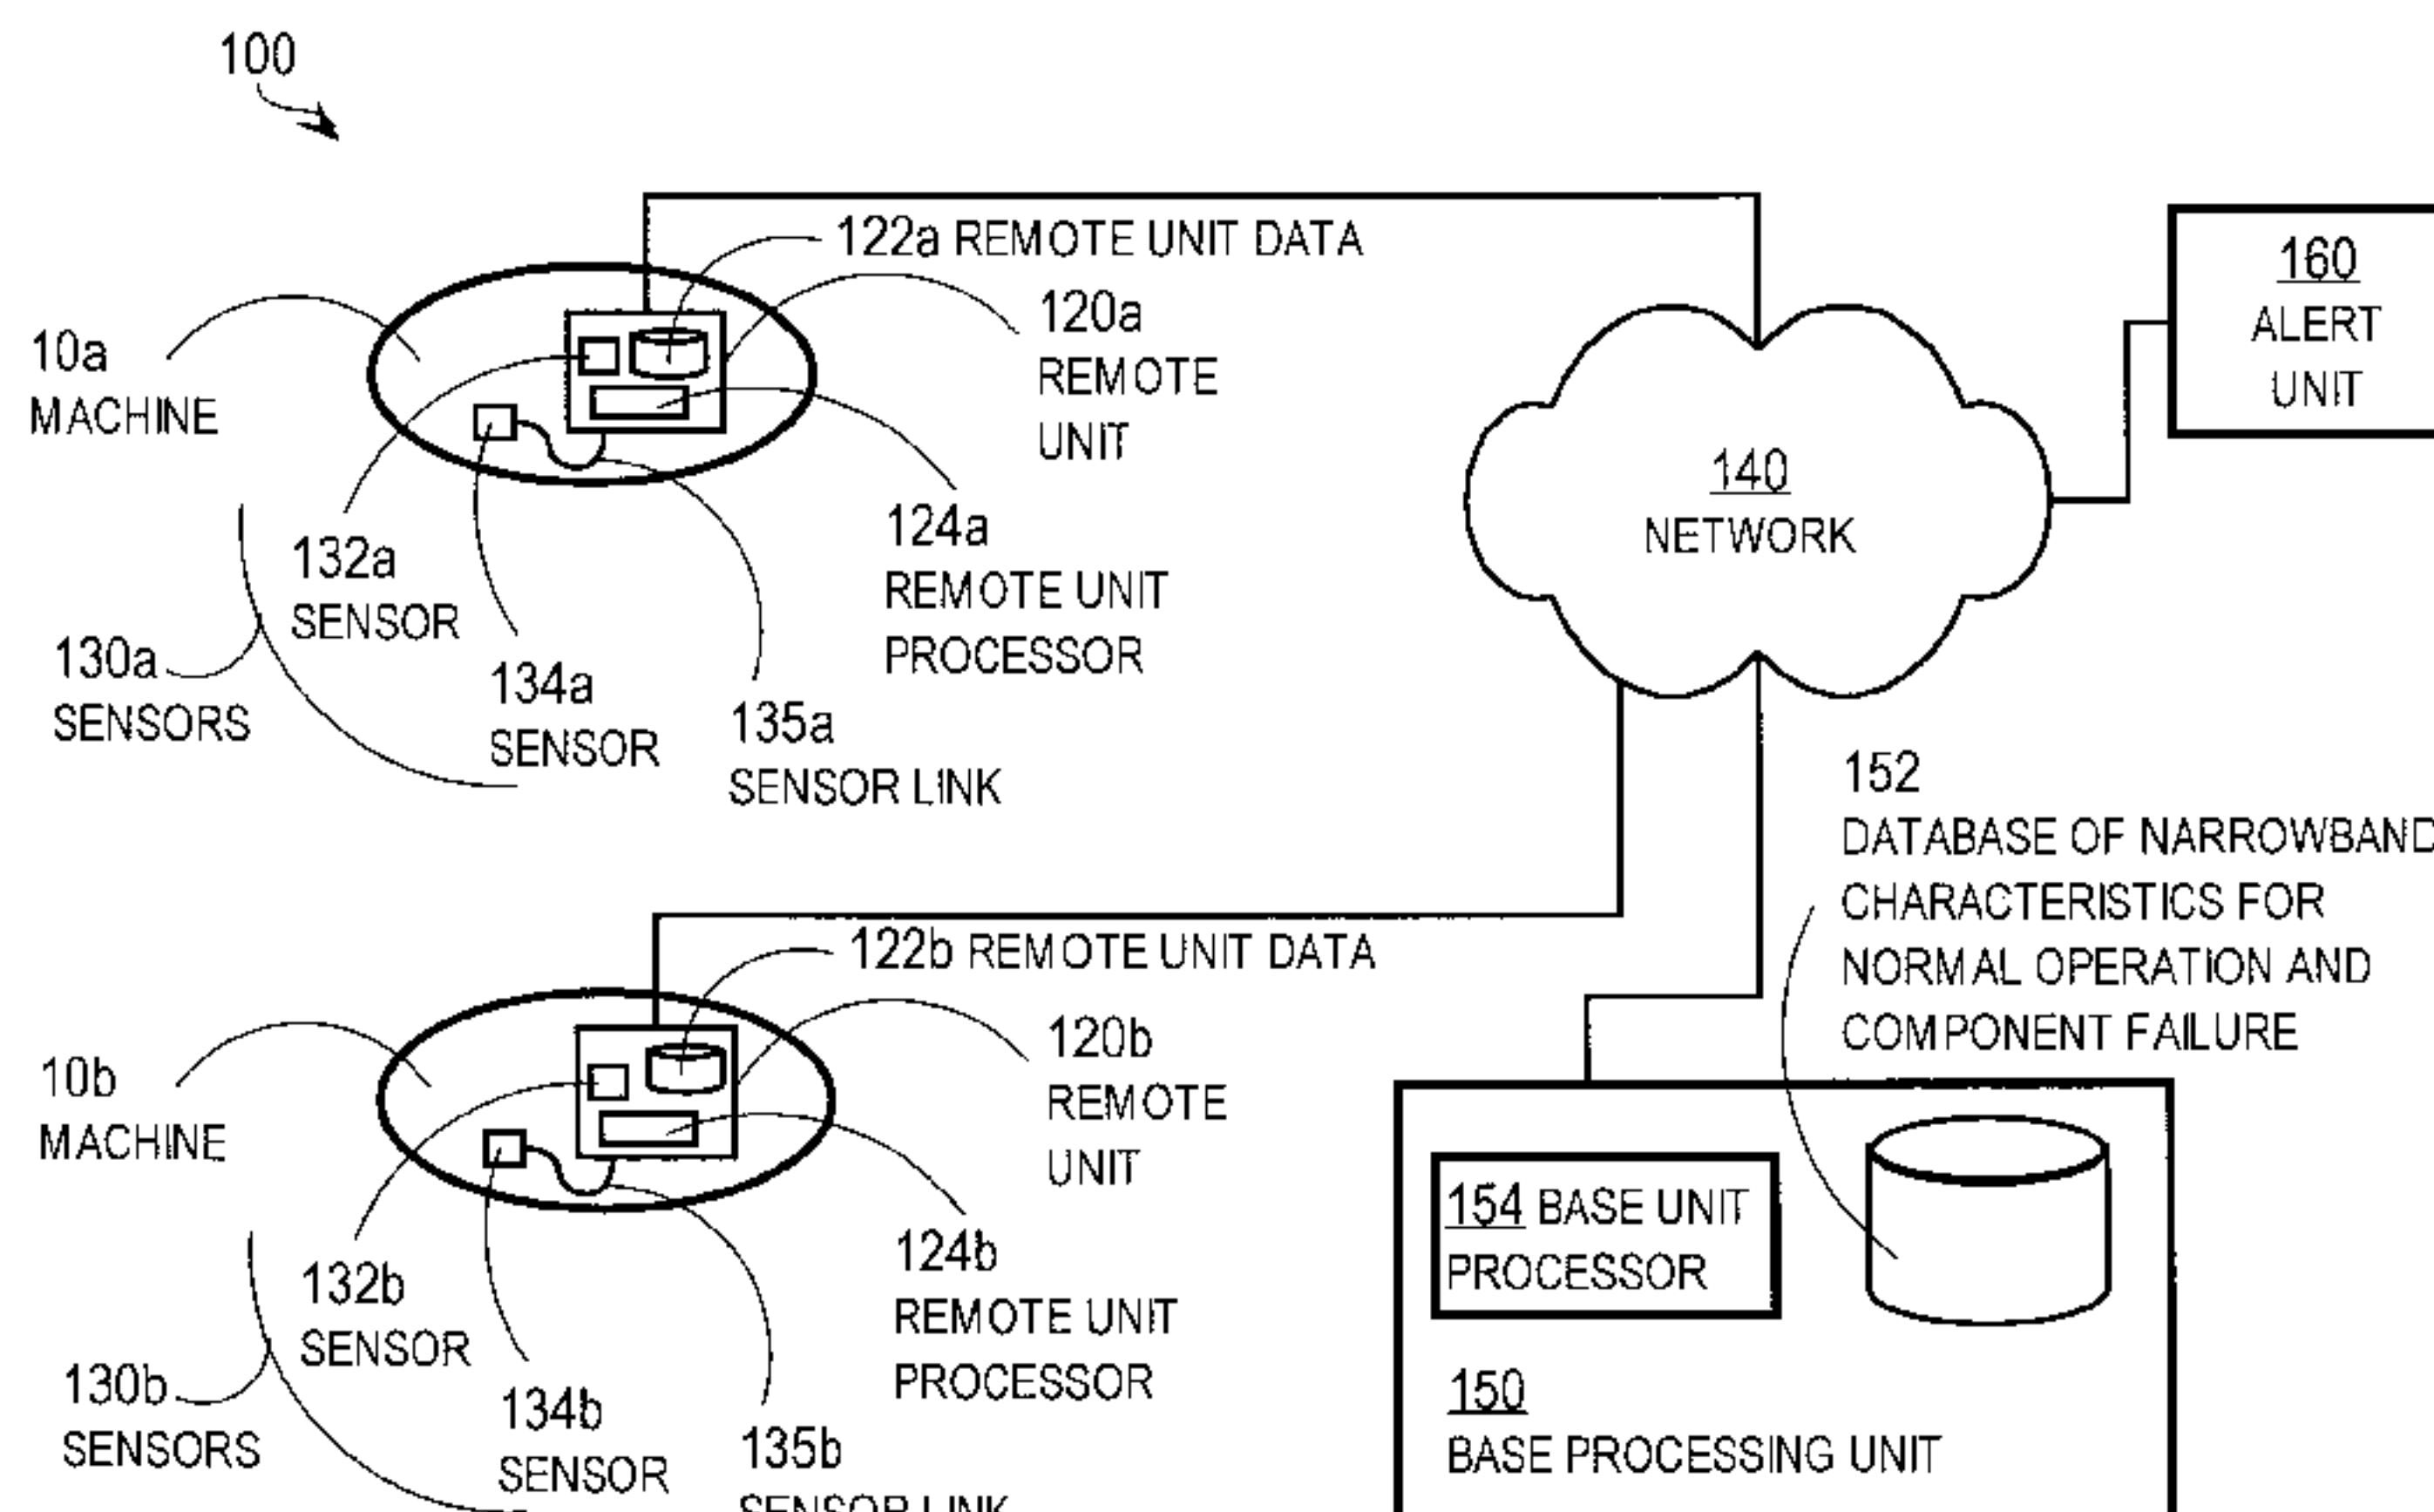 100
122a REMOTE UNIT DATA
120a
REMOTE
UNIT
10a
MACHINE
160
ALERT
UNIT
140
NETWORK
124a
REMOTE UNIT
PROCESSOR
132a
SENSOR
130a
SENSORS
134a
SENSOR
135a
SENSOR LINK
152
DATABASE OF NARROWBAND
CHARACTERISTICS FOR
NORMAL OPERATION AND
COMPONENT FAILURE
122b REMOTE UNIT DATA
120b
REMOTE
UNIT
10b
MACHINE
124b
REMOTE UNIT
PROCESSOR
132b
SENSOR
130b
SENSORS
134b
SENSOR
135b
SENSOR LINK
154 BASE UNIT
PROCESSOR
150
BASE PROCESSING UNIT